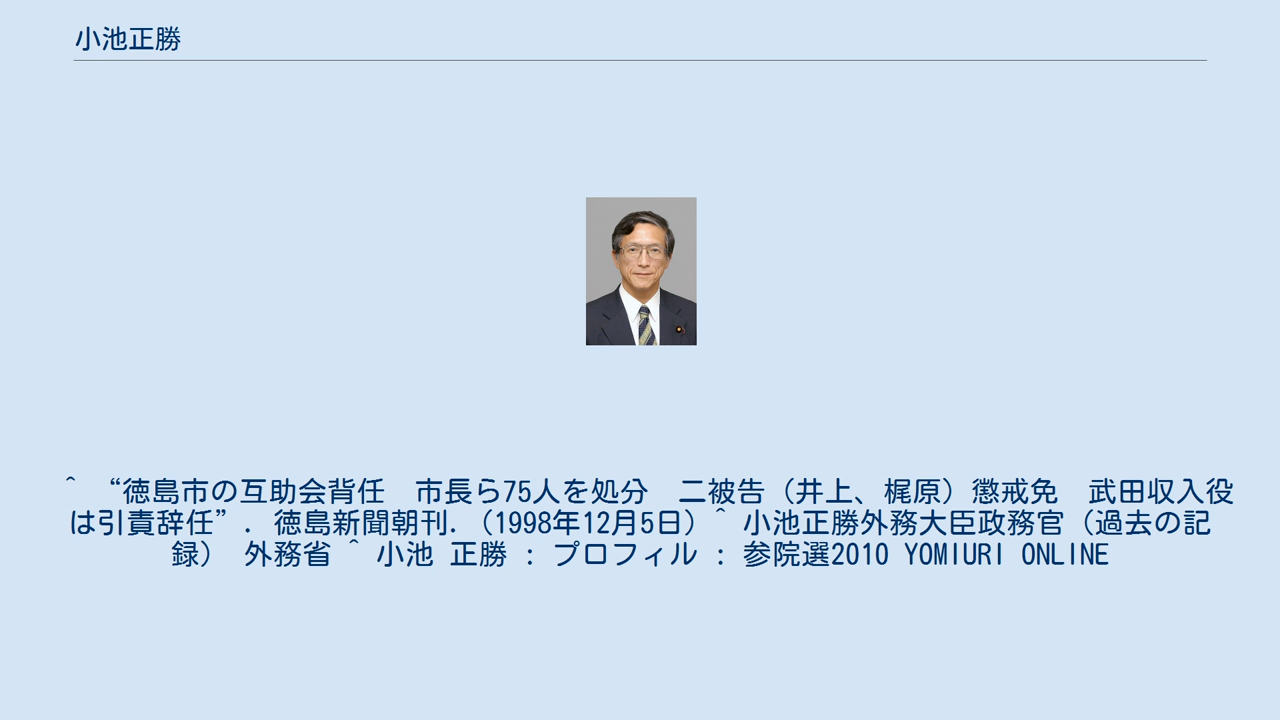 小池正勝
^ “徳島市の互助会背任　市長ら75人を処分　二被告（井上、梶原）懲戒免　武田収入役
は引責辞任”. 徳島新聞朝刊. （1998年12月5日） ^ 小池正勝外務大臣政務官（過去の記
録） 外務省 ^ 小池 正勝 : プロフィル : 参院選2010 YOMIURI ONLINE